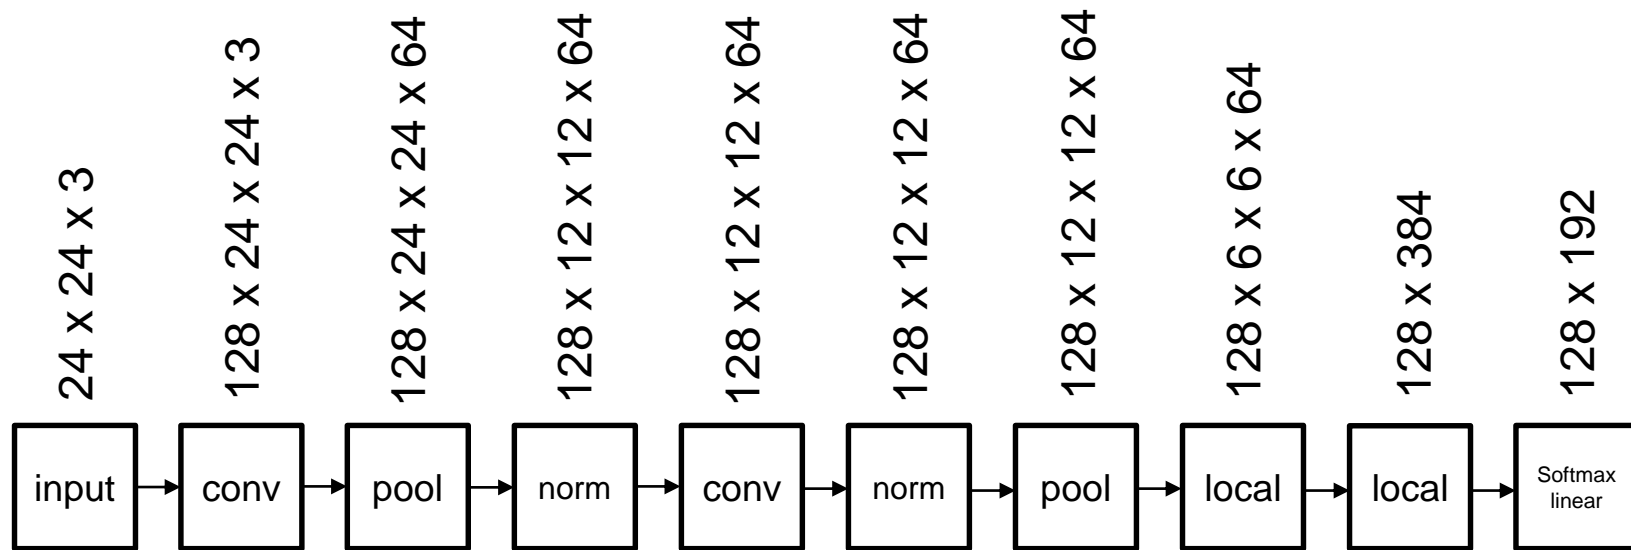 24 x 24 x 3
128 x 24 x 24 x 3
128 x 24 x 24 x 64
128 x 12 x 12 x 64
128 x 12 x 12 x 64
128 x 12 x 12 x 64
128 x 12 x 12 x 64
128 x 6 x 6 x 64
128 x 384
128 x 192
input
conv
pool
norm
conv
norm
pool
local
local
Softmax
linear